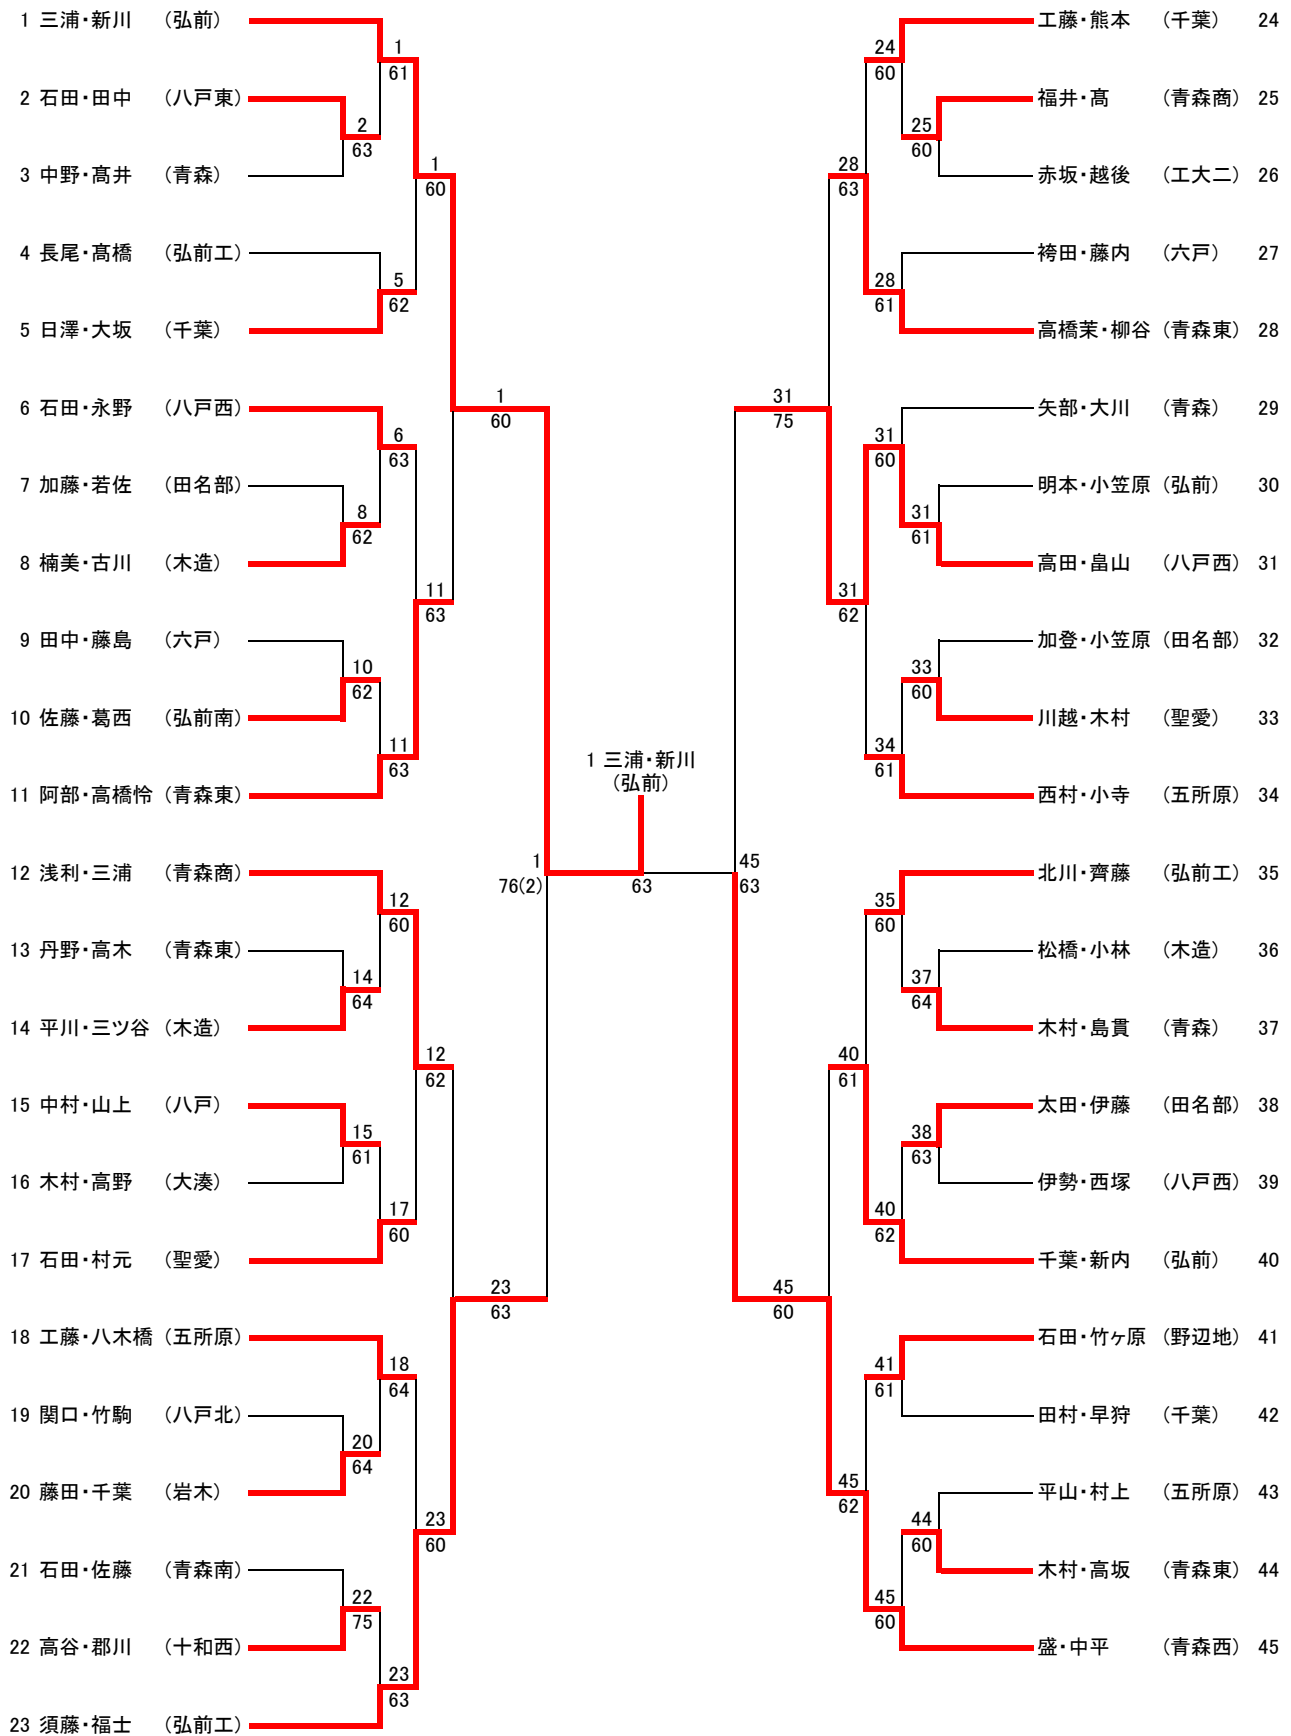 1 三浦・新川 (弘前)
2 石田・田中 (八戸東)
3 中野・髙井 (青森)
4 長尾・髙橋 (弘前工)
5 日澤・大坂 (千葉)
6 石田・永野 (八戸西)
7 加藤・若佐 (田名部)
8 楠美・古川 (木造)
9 田中・藤島 (六戸)
10 佐藤・葛西 (弘前南)
11 阿部・高橋怜 (青森東)
12 浅利・三浦 (青森商)
13 丹野・高木 (青森東)
14 平川・三ツ谷 (木造)
15 中村・山上 (八戸)
16 木村・高野 (大湊)
17 石田・村元 (聖愛)
18 工藤・八木橋 (五所原)
19 関口・竹駒 (八戸北)
20 藤田・千葉 (岩木)
21 石田・佐藤 (青森南)
22 高谷・郡川 (十和西)
23 須藤・福士 (弘前工)
2
63
8
62
10
62
14
64
15
61
20
64
22
75
1
61
5
62
6
63
11
63
12
60
17
60
18
64
23
63
1
60
11
63
12
62
23
60
1
60
23
63
1
76(2)
1 三浦・新川
(弘前)
63
45
63
31
75
45
60
28
63
31
62
40
61
45
62
24
60
28
61
31
60
34
61
35
60
40
62
41
61
45
60
25
60
31
61
33
60
37
64
38
63
44
60
工藤・熊本 (千葉) 24
福井・髙 (青森商) 25
赤坂・越後 (工大二) 26
袴田・藤内 (六戸) 27
高橋茉・柳谷 (青森東) 28
矢部・大川 (青森) 29
明本・小笠原 (弘前) 30
高田・畠山 (八戸西) 31
加登・小笠原 (田名部) 32
川越・木村 (聖愛) 33
西村・小寺 (五所原) 34
北川・齊藤 (弘前工) 35
松橋・小林 (木造) 36
木村・島貫 (青森) 37
太田・伊藤 (田名部) 38
伊勢・西塚 (八戸西) 39
千葉・新内 (弘前) 40
石田・竹ヶ原 (野辺地) 41
田村・早狩 (千葉) 42
平山・村上 (五所原) 43
木村・高坂 (青森東) 44
盛・中平 (青森西) 45